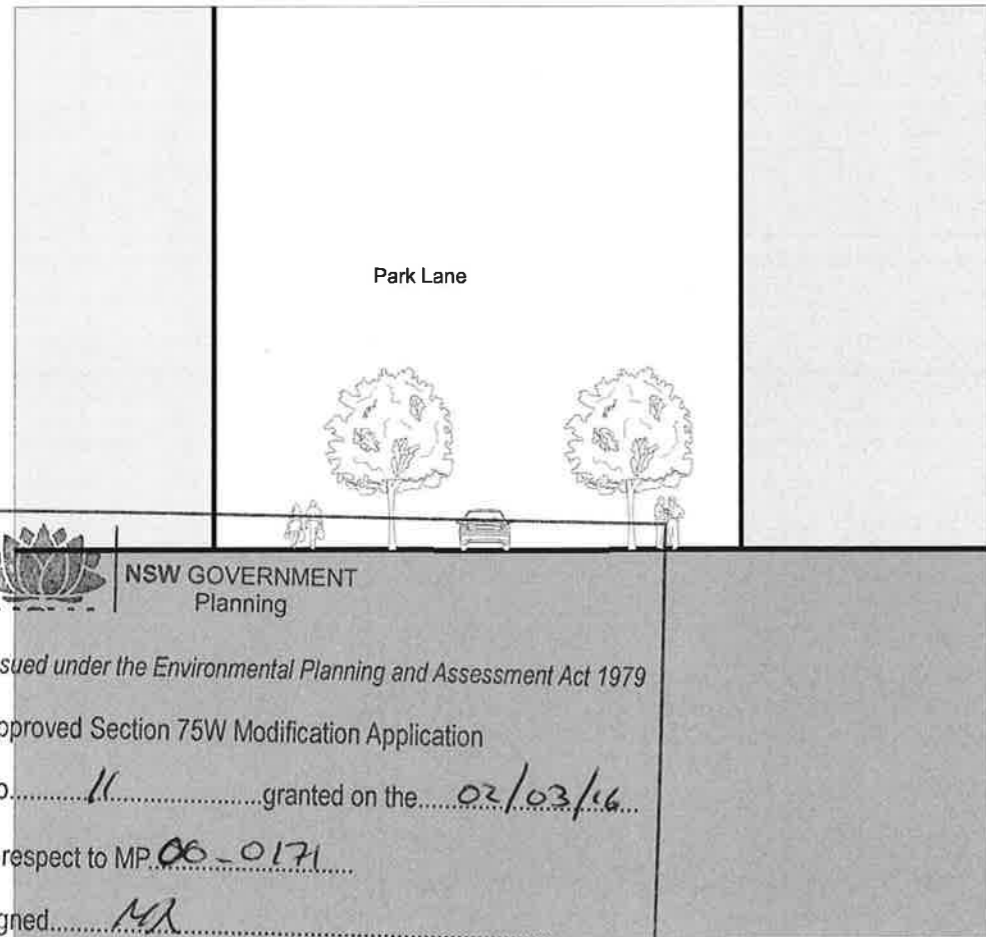 Park Lane
NSW GOVERNMENT
Planning
sued under the Environmental Planning and Assessment Act 1979
pproved Section 75W Modification Application
o..........11....................granted on the....02/03/16...
respect to MP.06-0171....
gned.......